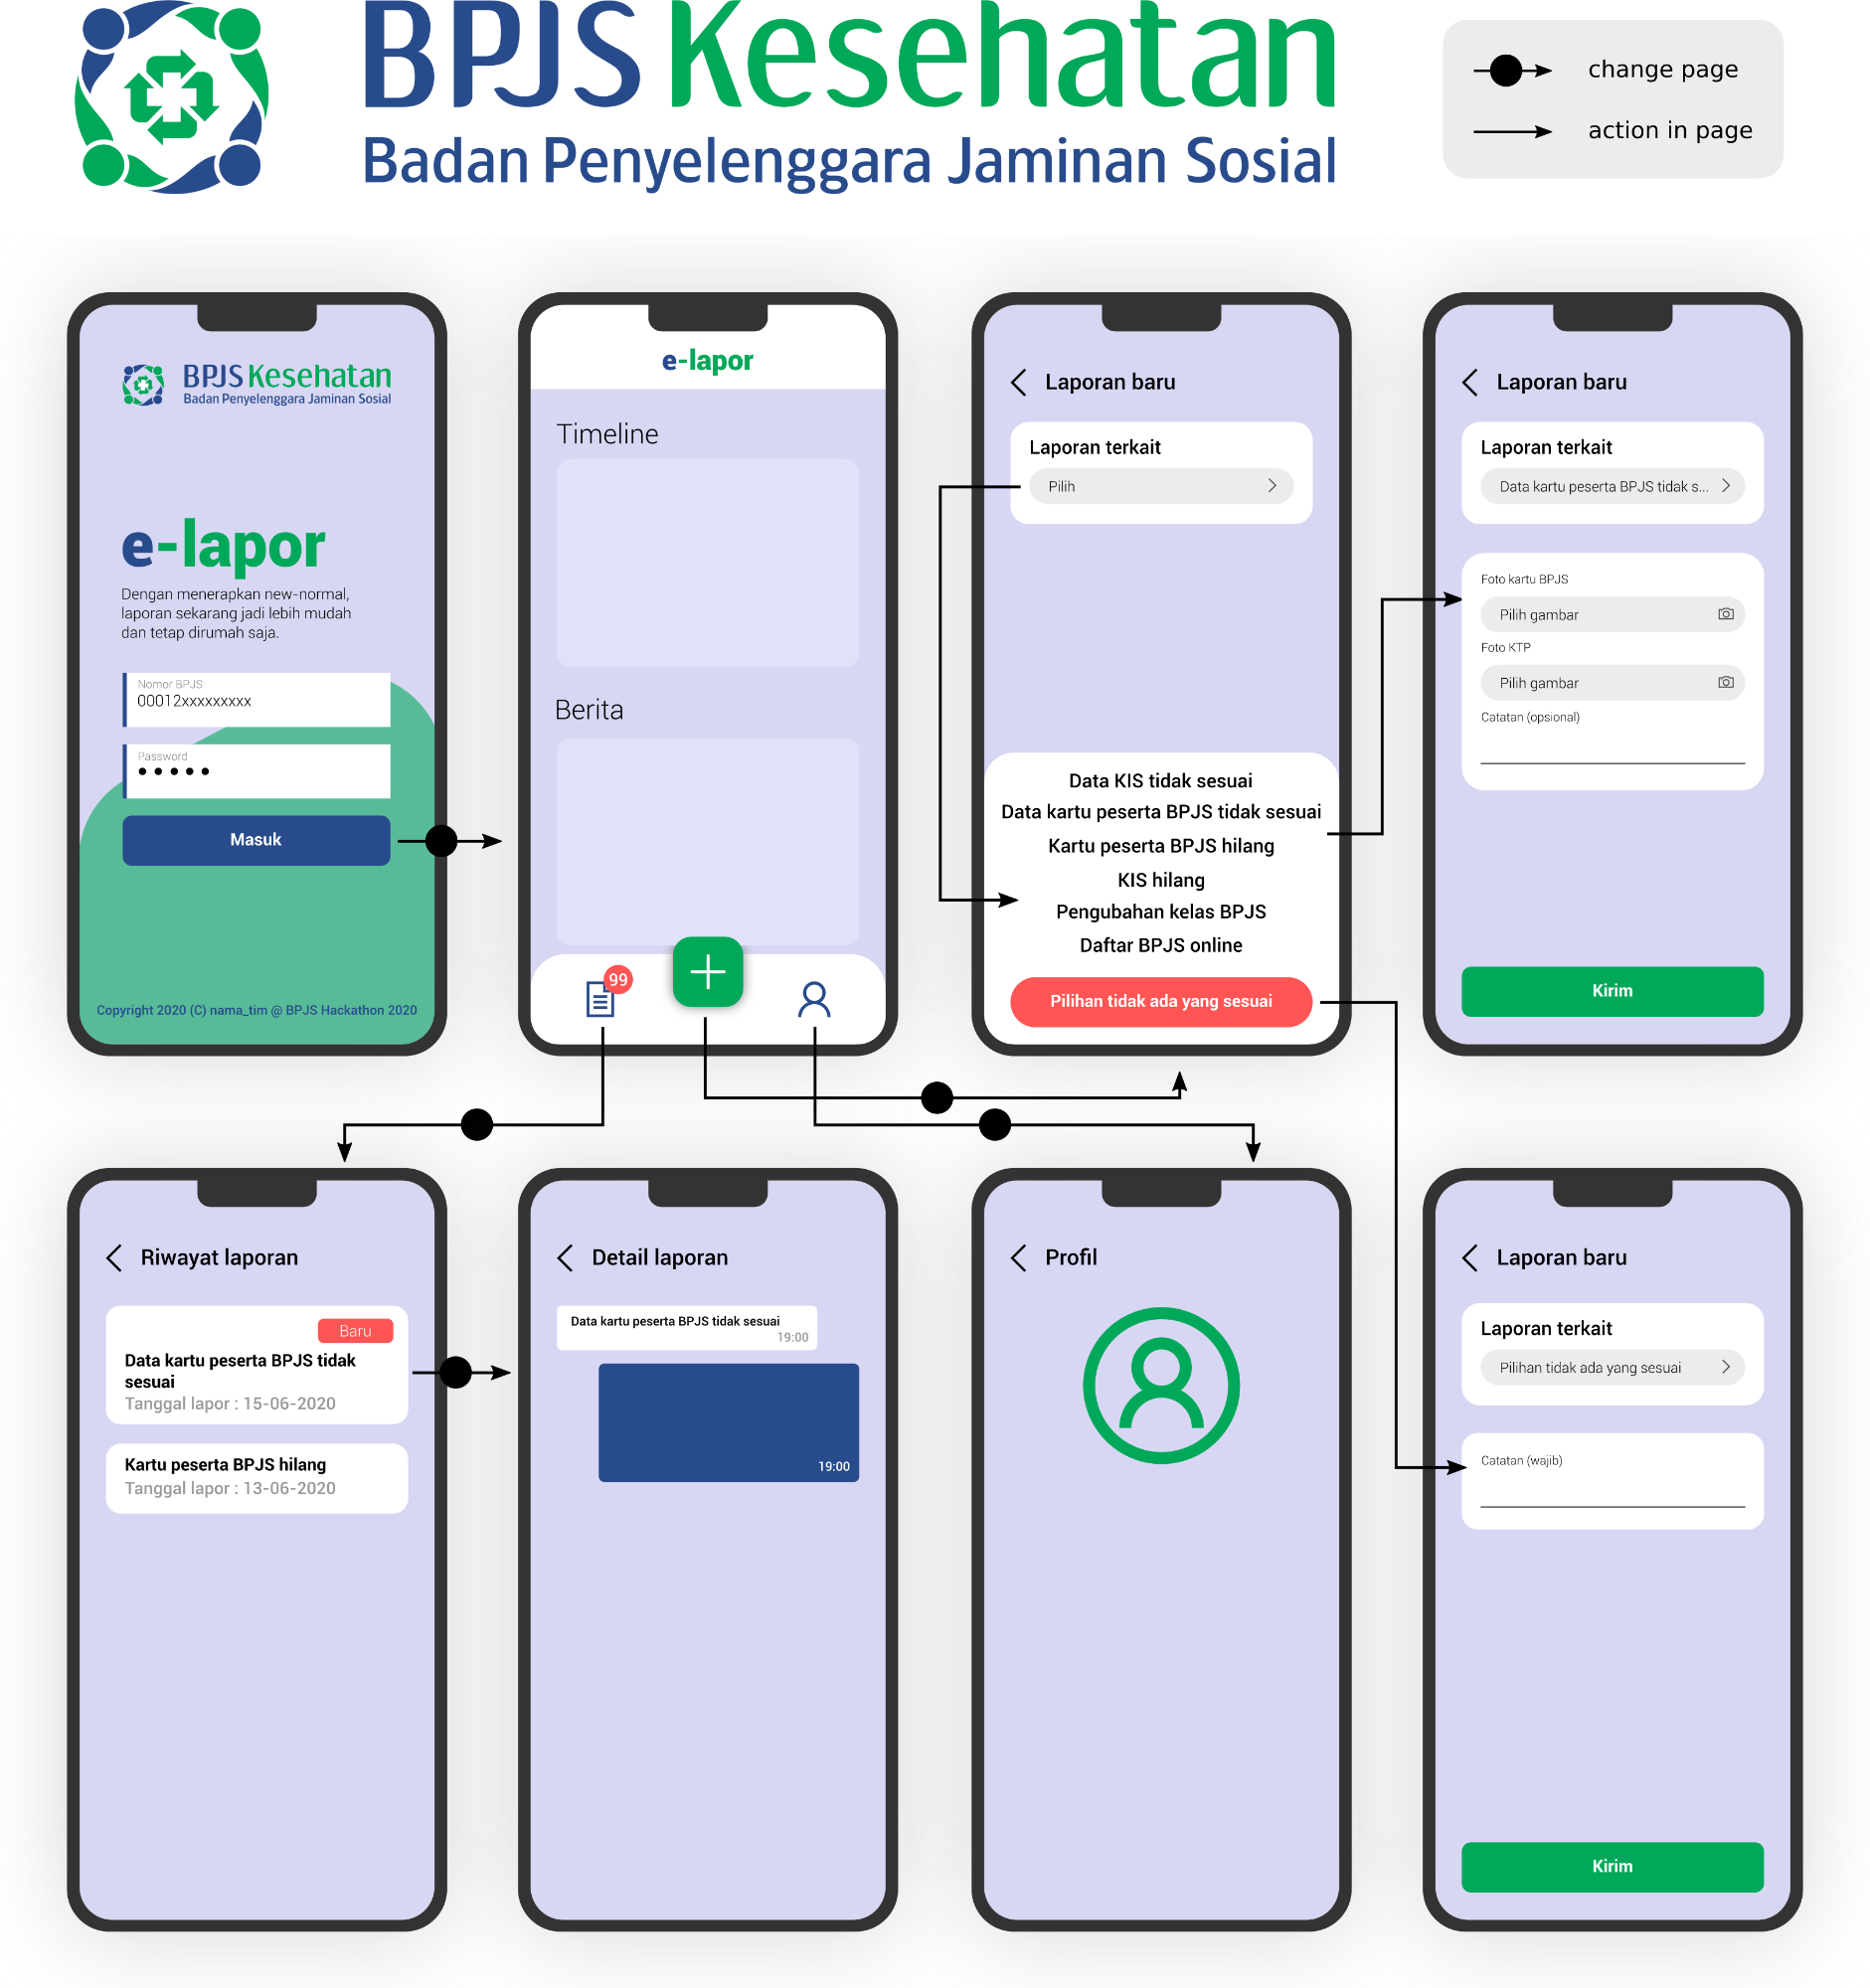 BPJS Kesehatan
Badan Penyelenggara Jaminan Sosial
change page
action in page
BPJS Kesehatan
Badan Penyelenggara Jaminan Sosial
e-lapor
Dengan menerapkan new-normal,
laporan sekarang jadi lebih mudah
dan tetap dirumah saja.
Nomor BPJS
00012xxxxxxxxx
Password
Masuk
Copyright 2020 (C) nama_tim @ BPJS Hackathon 2020
e-lapor
Timeline
Berita
99
Laporan baru
Laporan terkait
Pilih
Data KIS tidak sesuai
Data kartu peserta BPJS tidak sesuai
Kartu peserta BPJS hilang
KIS hilang
Pengubahan kelas BPJS
Daftar BPJS online
Pilihan tidak ada yang sesuai
Laporan baru
Laporan terkait
Data kartu peserta BPJS tidak s...
Foto kartu BPJS
Pilih gambar
Foto KTP
Pilih gambar
Catatan (opsional)
Kirim
Riwayat laporan
Baru
Data kartu peserta BPJS tidak
sesuai
Tanggal lapor : 15-06-2020
Kartu peserta BPJS hilang
Tanggal lapor : 13-06-2020
Detail laporan
Data kartu peserta BPJS tidak sesuai
19:00
19:00
Profil
Laporan baru
Laporan terkait
Pilihan tidak ada yang sesuai
Catatan (wajib)
Kirim